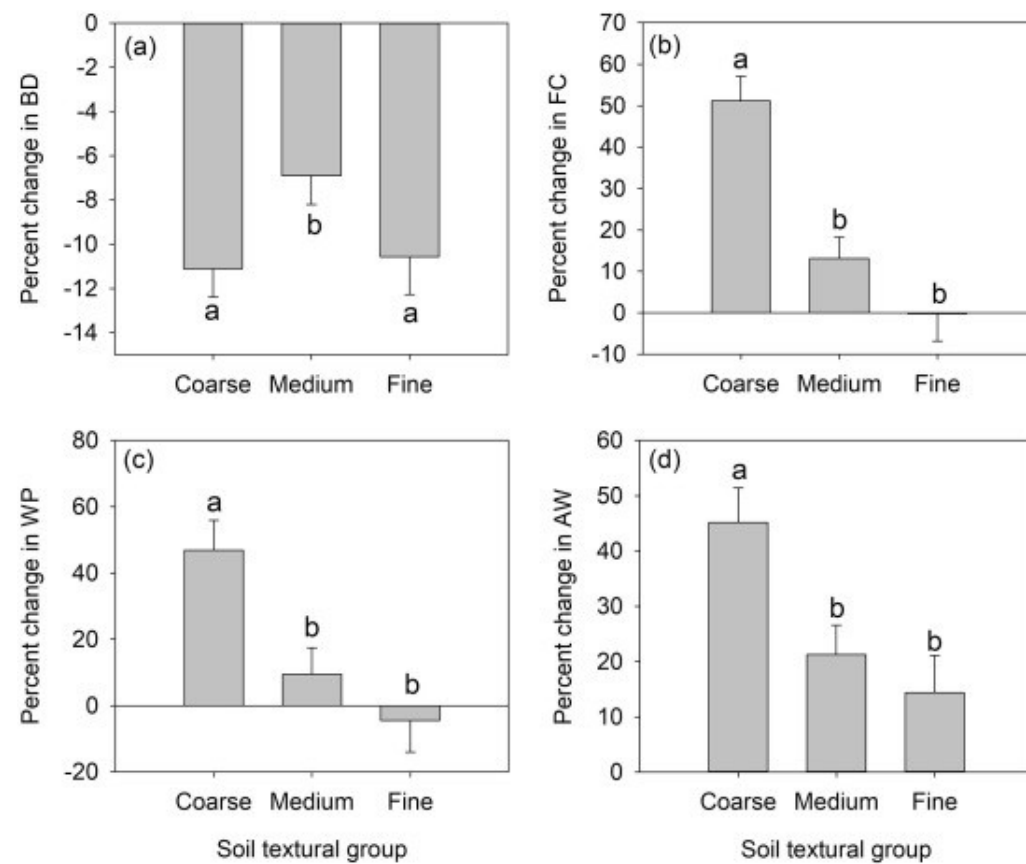 (a)
Percent change in BD
0
-2
-4
-6
-8
-10
-12
-14
a
b
a
Coarse Medium Fine
(b)
Percent change in FC
70
60
50
40
30
20
10
0
-10
a
b
b
Coarse Medium Fine
(c)
Percent change in WP
80
60
40
20
0
-20
a
b
b
Coarse Medium Fine
Soil textural group
(d)
Percent change in AW
60
50
40
30
20
10
0
a
b
b
Coarse Medium Fine
Soil textural group